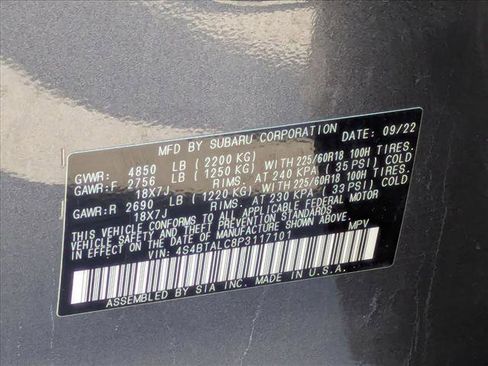 MFD BY SUBARU CORPORATION DATE: 09/22
GVWR: 4850 LB (2200 KG)
GAWR:F 2756 LB (1250 KG) WITH 225/60R18 100H TIRES.
18X7J RIMS. AT 240 KPA (35 PSI) COLD
GAWR:R 2690 LB (1220 KG) WITH 225/60R18 100H TIRES.
18X7J RIMS. AT 230 KPA (33 PSI) COLD
THIS VEHICLE CONFORMS TO ALL APPLICABLE FEDERAL MOTOR
VEHICLE SAFETY AND THEFT PREVENTION STANDARDS
IN EFFECT ON THE DATE OF MANUFACTURE SHOWN ABOVE.
VIN: 4S4BTALC8P3117101 MPV
ASSEMBLED BY SIA INC. MADE IN U.S.A.